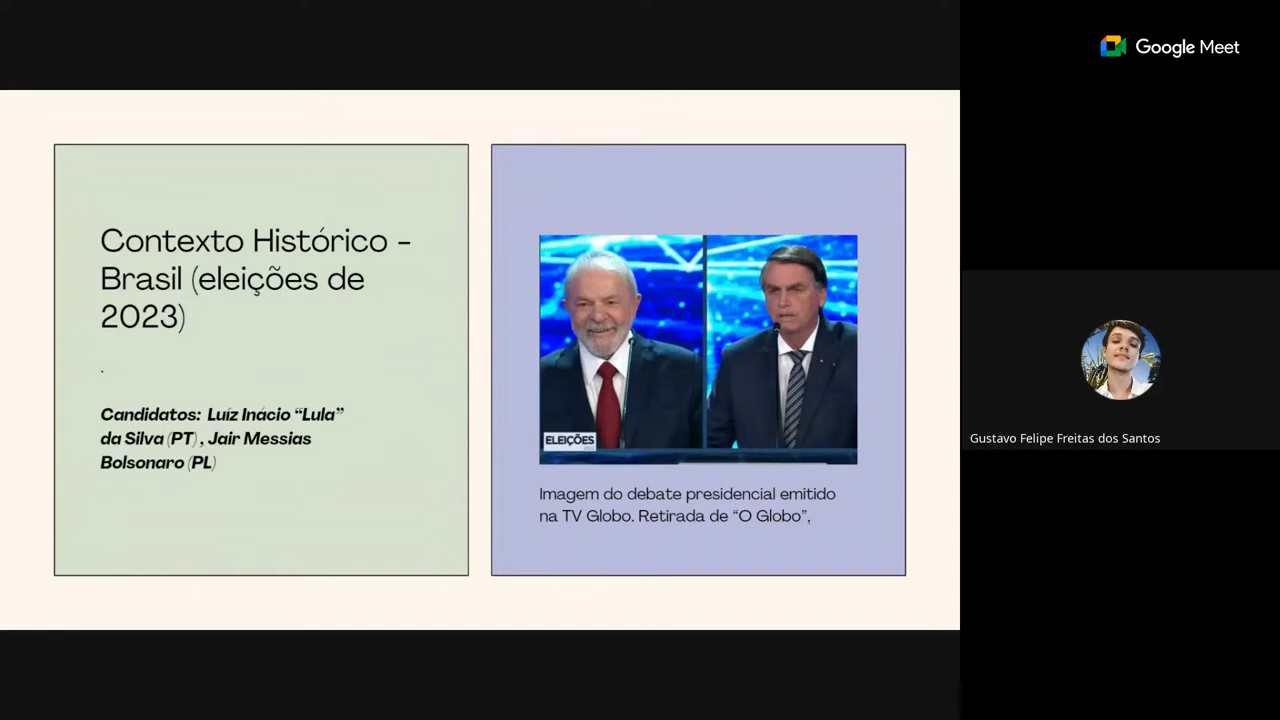 Google Meet
Contexto Histórico -
Brasil (eleições de
2023)
.
Candidatos: Luíz Inácio “Lula”
da Silva (PT) , Jair Messias
Bolsonaro (PL)
ELEIÇÕES
Imagem do debate presidencial emitido
na TV Globo. Retirada de “O Globo”,
Gustavo Felipe Freitas dos Santos